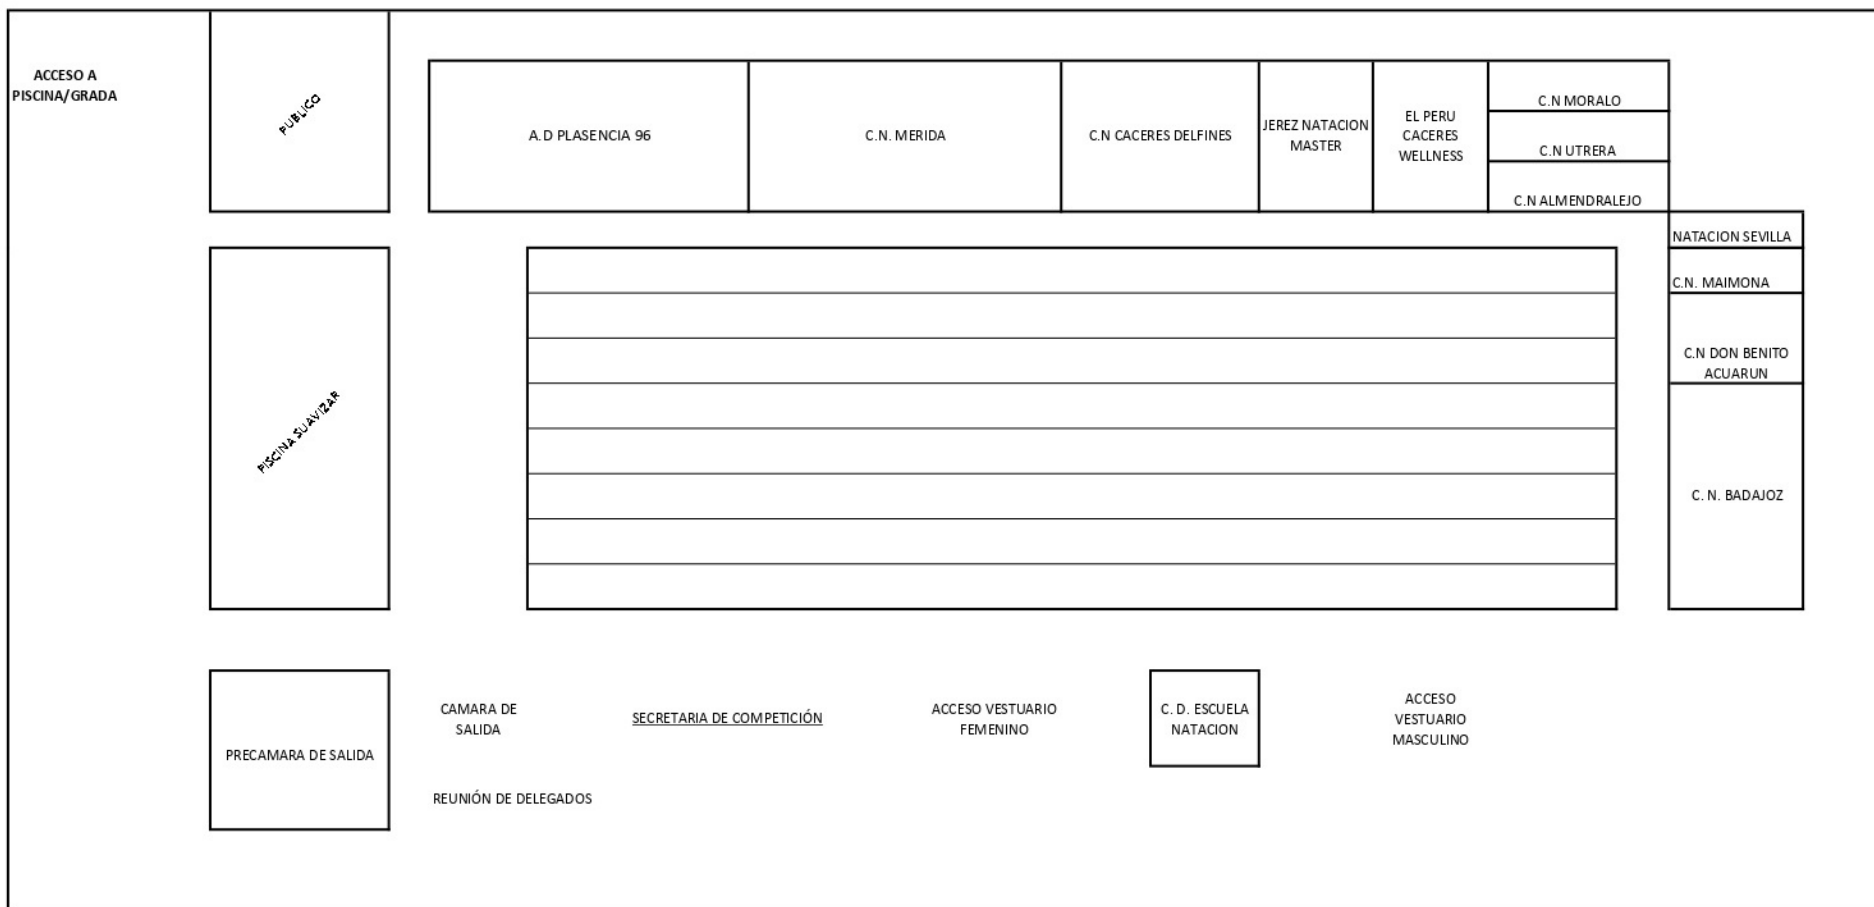 ACCESO A
PISCINA/GRADA
PUBLICO
A.D PLASENCIA 96
C.N. MERIDA
C.N CACERES DELFINES
JEREZ NATACION
MASTER
EL PERU
CACERES
WELLNESS
C.N MORALO
C.N UTRERA
C.N ALMENDRALEJO
NATACION SEVILLA
C.N. MAIMONA
C.N DON BENITO
ACUARUN
C. N. BADAJOZ
PISCINA SUAVIZAR
PRECAMARA DE SALIDA
CAMARA DE
SALIDA
SECRETARIA DE COMPETICIÓN
ACCESO VESTUARIO
FEMENINO
C. D. ESCUELA
NATACION
ACCESO
VESTUARIO
MASCULINO
REUNIÓN DE DELEGADOS